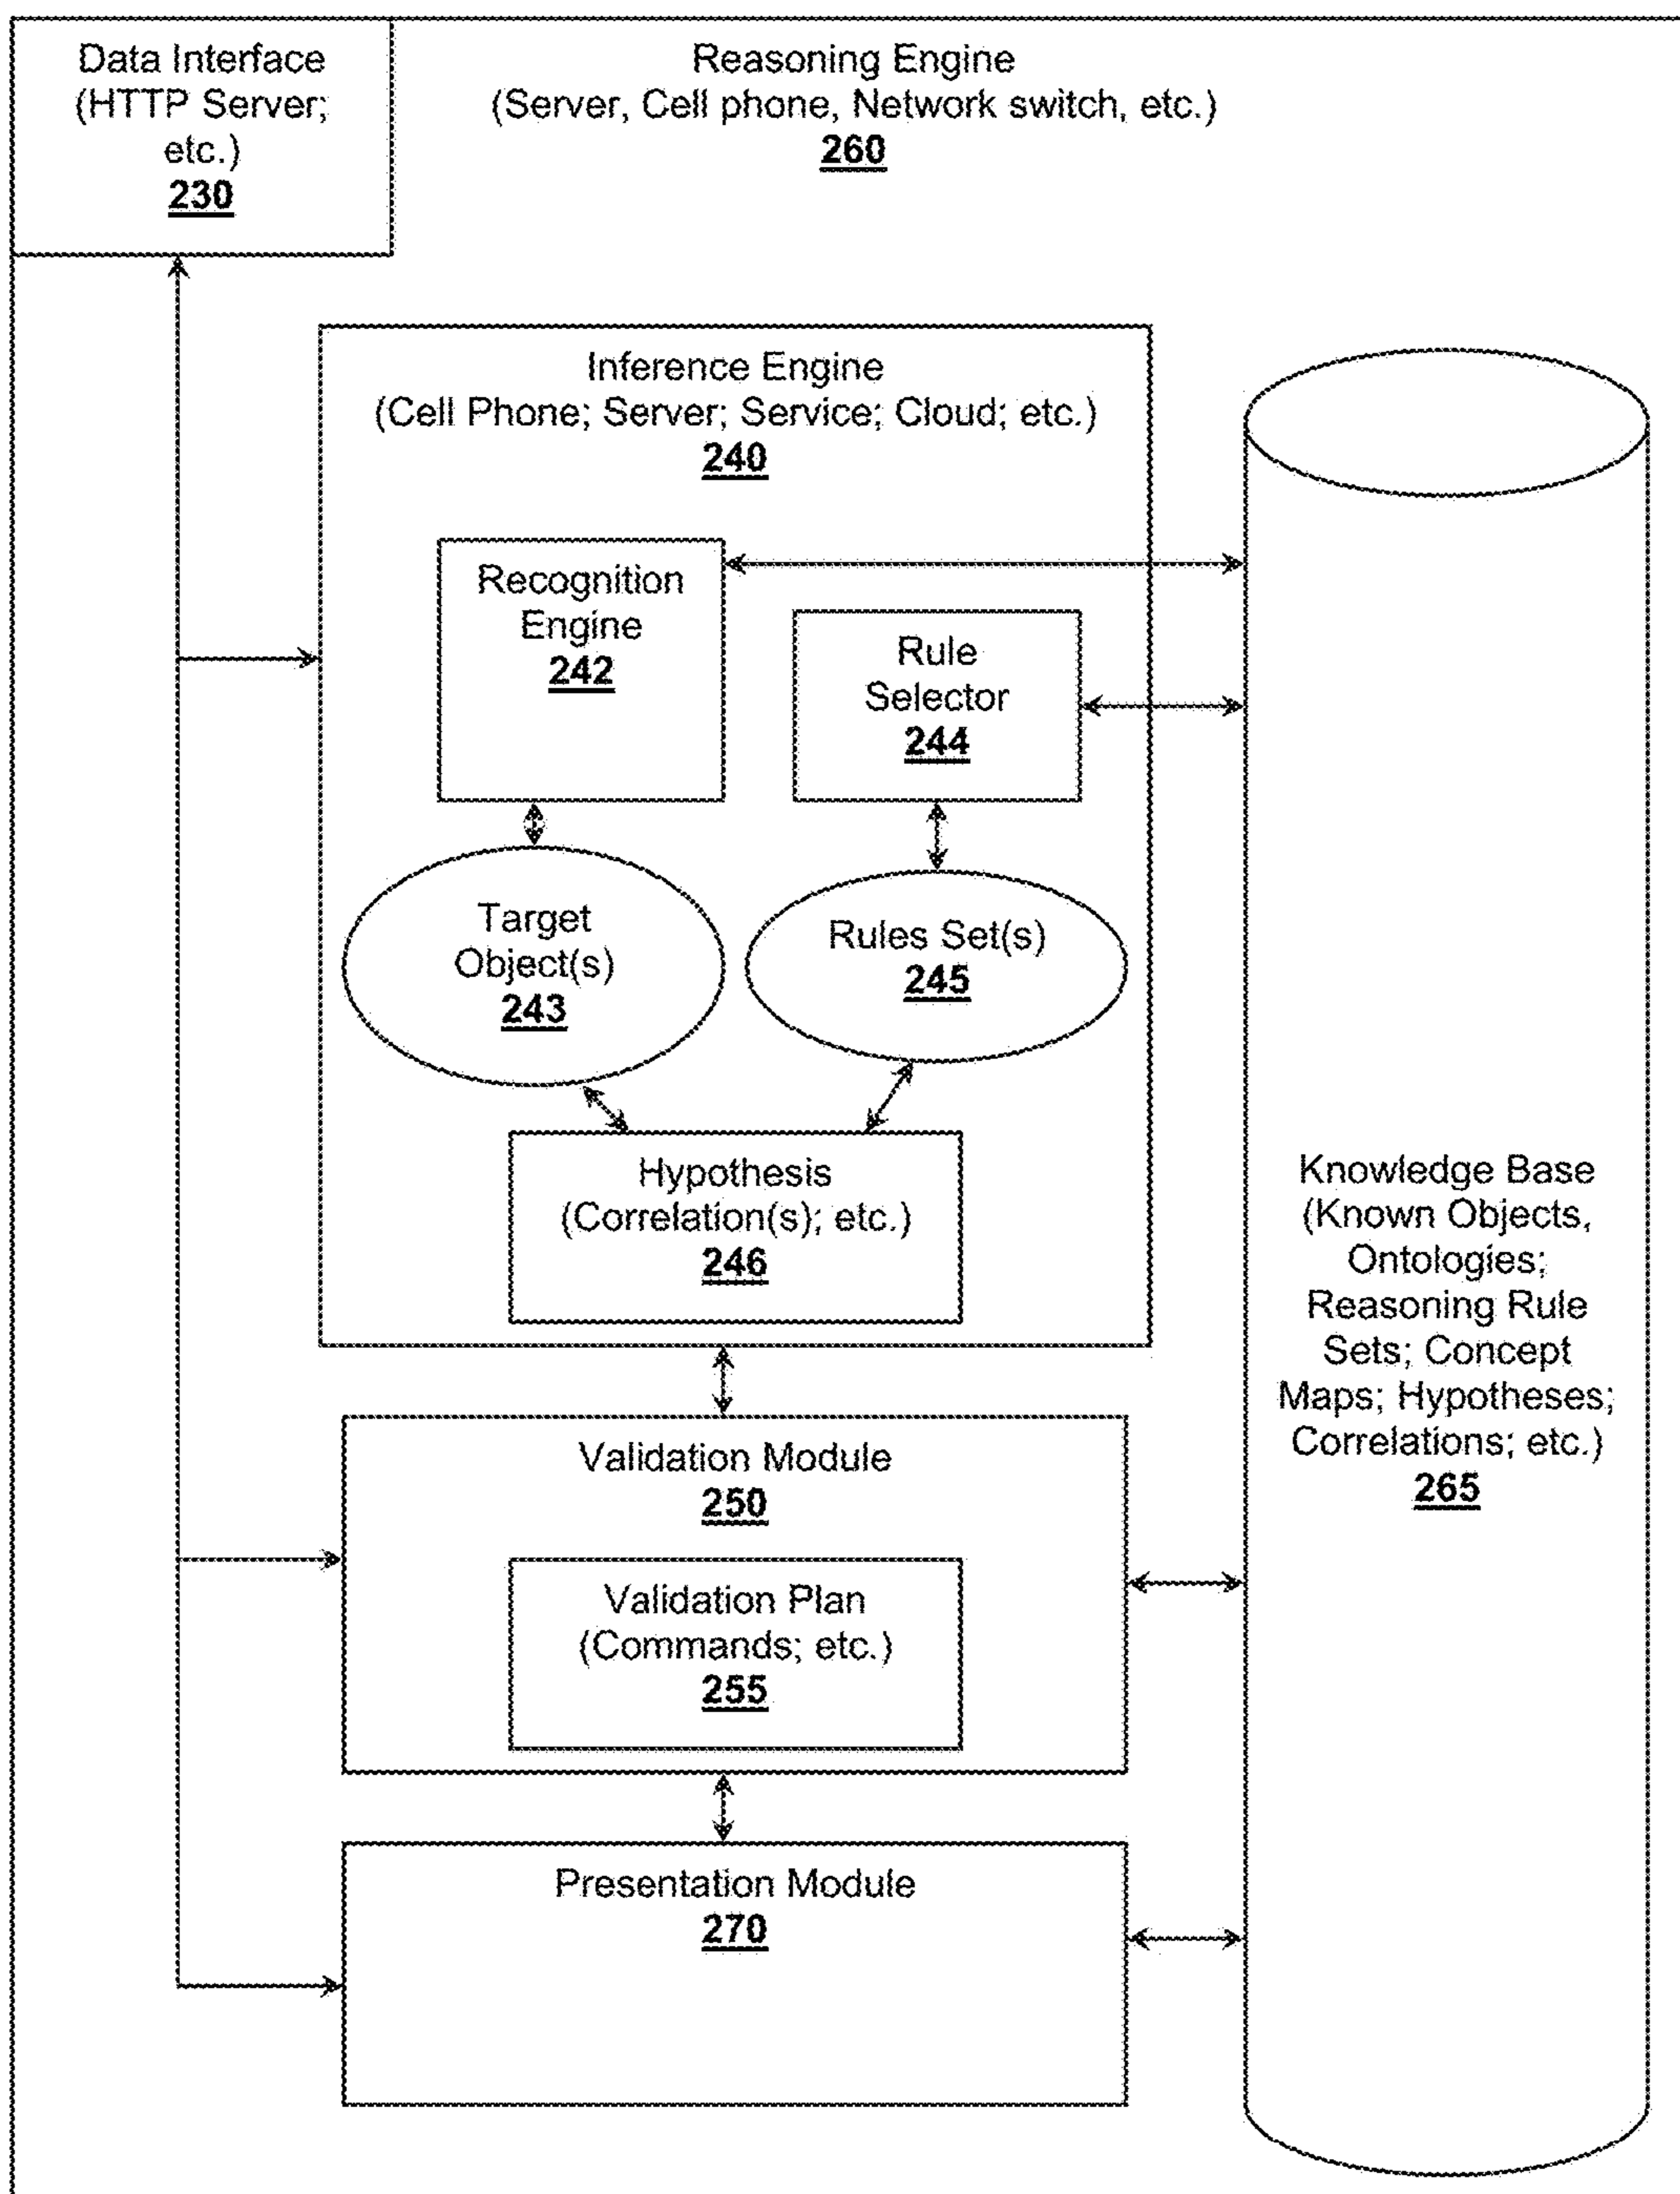 Data Interface
(HTTP Server;
etc.)
230
Reasoning Engine
(Server, Cell phone, Network switch, etc.)
260
Inference Engine
(Cell Phone; Server; Service; Cloud; etc.)
240
Recognition
Engine
242
Rule
Selector
244
Target
Object(s)
243
Rules Set(s)
245
Hypothesis
(Correlation(s); etc.)
246
Validation Module
250
Validation Plan
(Commands; etc.)
255
Presentation Module
270
Knowledge Base
(Known Objects,
Ontologies;
Reasoning Rule
Sets; Concept
Maps; Hypotheses;
Correlations; etc.)
265